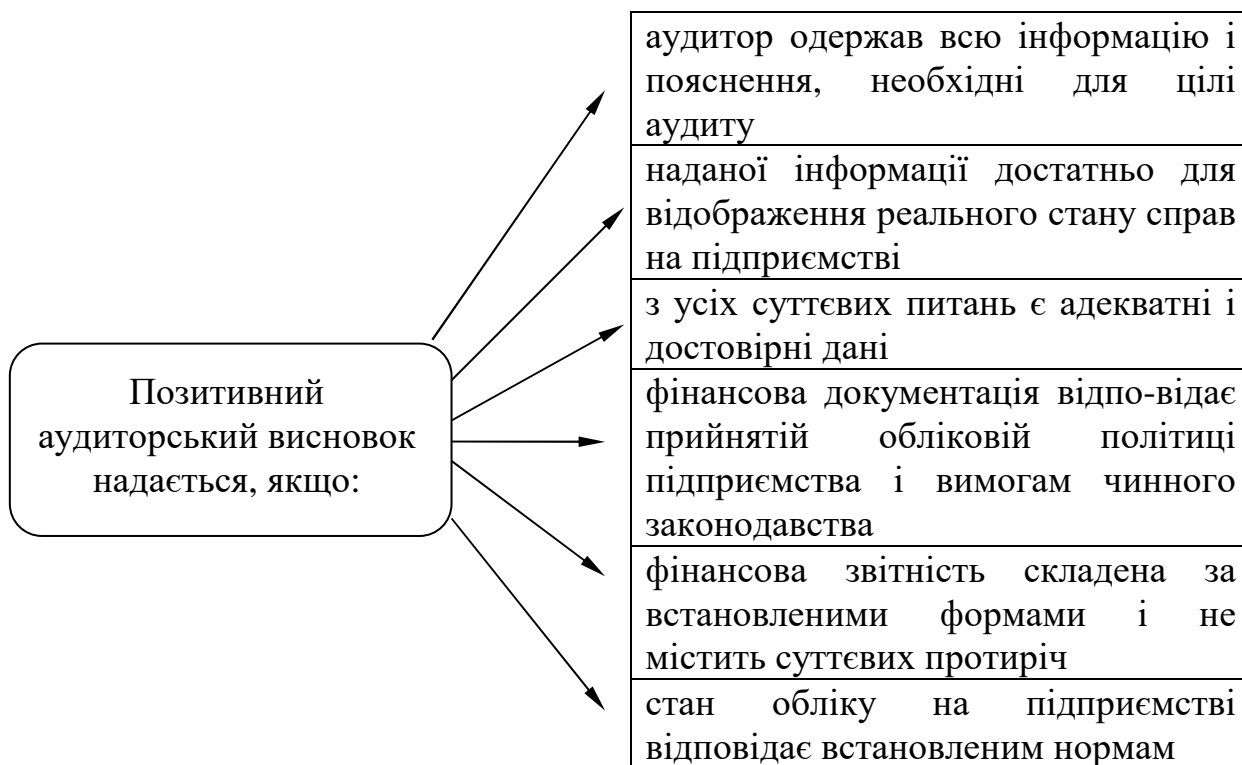 Позитивний
аудиторський висновок
надається, якщо:
аудитор одержав всю інформацію і
пояснення, необхідні для цілі
аудиту
наданої інформації достатньо для
відображення реального стану справ
на підприємстві
з усіх суттєвих питань є адекватні і
достовірні дані
фінансова документація відпо-відає
прийнятій обліковій політиці
підприємства і вимогам чинного
законодавства
фінансова звітність складена за
встановленими формами і не
містить суттєвих протиріч
стан обліку на підприємстві
відповідає встановленим нормам